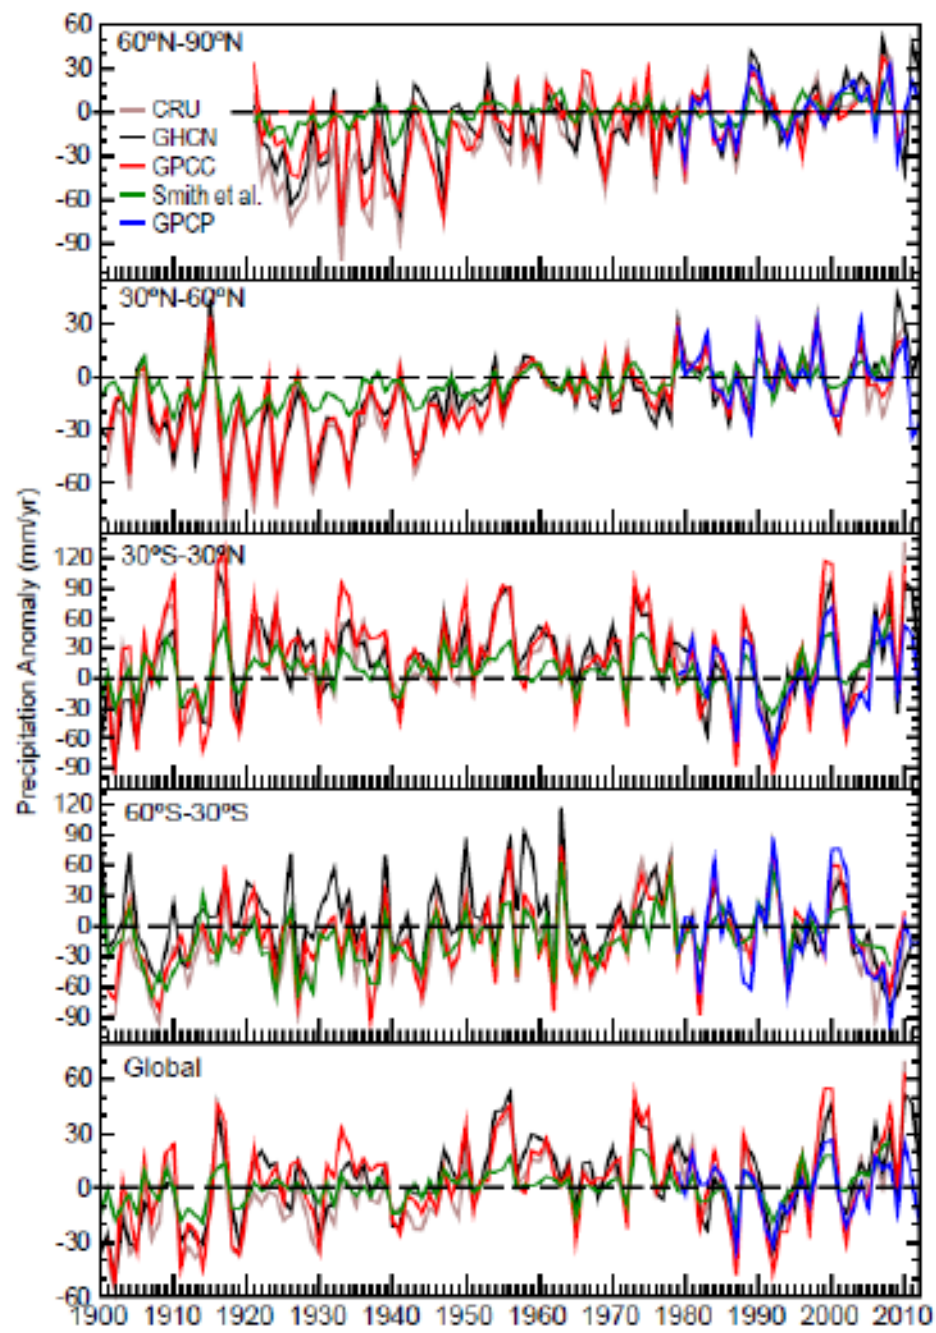 Precipitation Anomaly (mm/yr)
60
60ºN-90ºN
30
0
-30
-60
-90
CRU
GHCN
GPCC
Smith et al.
GPCP
30ºN-60ºN
30
0
-30
-60
30ºS-30ºN
120
90
60
30
0
-30
-60
-90
60ºS-30ºS
120
90
60
30
0
-30
-60
-90
Global
60
30
0
-30
-60
1900 1910 1920 1930 1940 1950 1960 1970 1980 1990 2000 2010